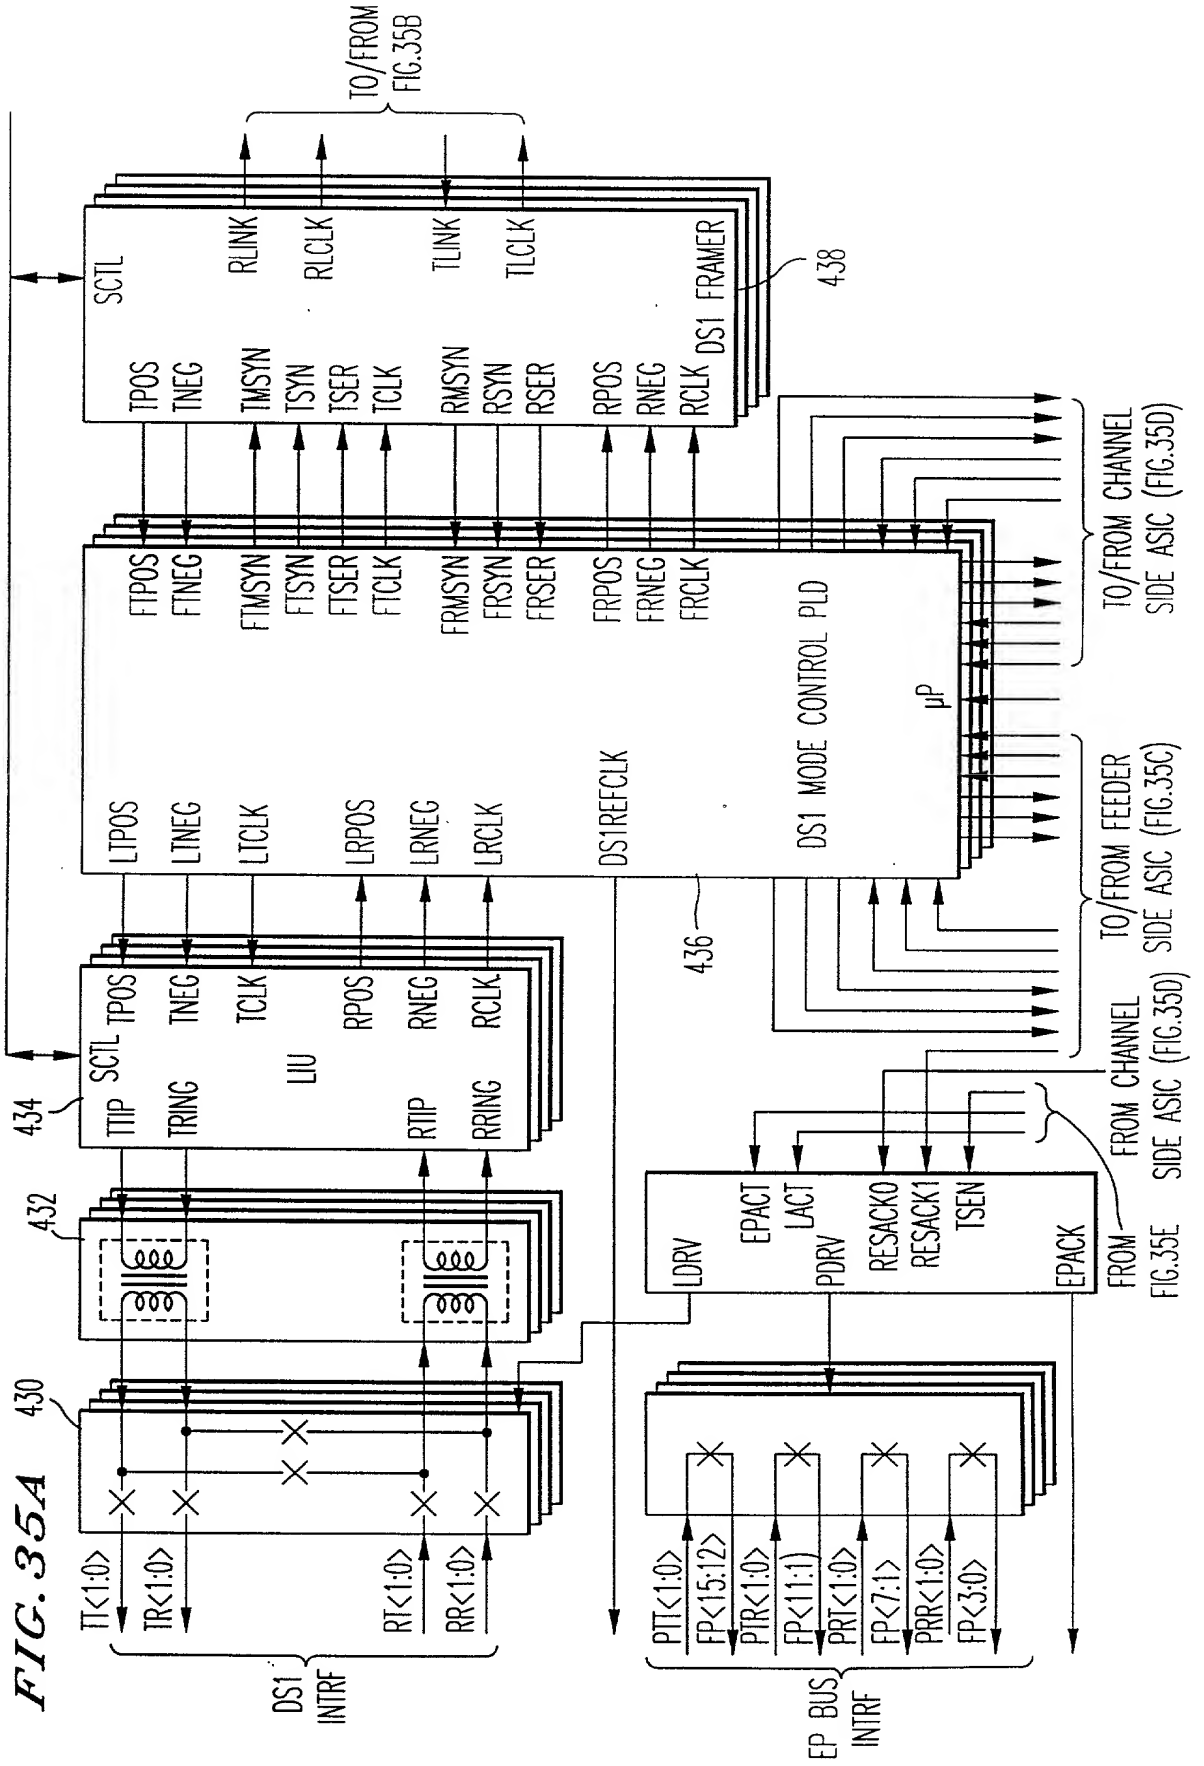 FIG. 35A
TO/FROM
FIG.35B
SCTL
RLINK
RLCLK
TLINK
TLCLK
TPOS
TNEG
TMSYN
TSYN
TSER
TCLK
RMSYN
RSYN
RSER
RPOS
RNEG
RCLK
DS1 FRAMER
438
FTPOS
FTNEG
FTMSYN
FTSYN
FTSER
FTCLK
FRMSYN
FRSYN
FRSER
FRPOS
FRNEG
FRCLK
DS1 MODE CONTROL PLD
μP
LTPOS
LTNEG
LTCLK
LRPOS
LRNEG
LRCLK
DS1REFCLK
436
TO/FROM CHANNEL
SIDE ASIC (FIG.35D)
TO/FROM FEEDER
SIDE ASIC (FIG.35C)
FROM CHANNEL
SIDE ASIC (FIG.35D)
434
SCTL
TPOS
TNEG
TCLK
RPOS
RNEG
RCLK
LIU
TTIP
TRING
RTIP
RRING
432
430
TT<1:0>
TR<1:0>
RT<1:0>
RR<1:0>
DS1
INTRF
LDRV
EPACT
LACT
PDRV
RESACK0
RESACK1
TSEN
EPACK
FROM
FIG.35E
PTT<1:0>
FP<15:12>
PTR<1:0>
FP<11:1)
PRT<1:0>
FP<7:1>
PRR<1:0>
FP<3:0>
EP BUS
INTRF